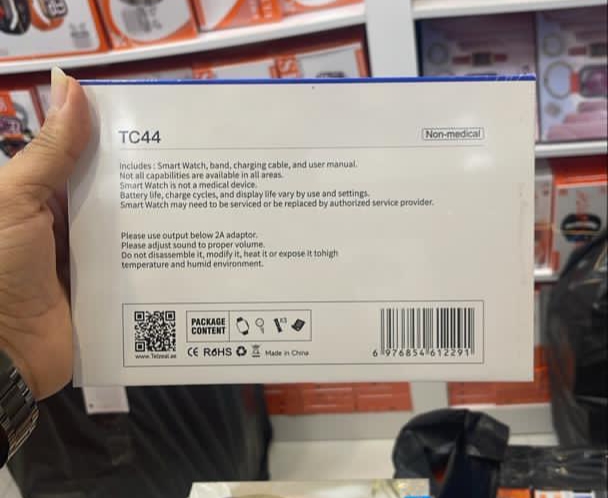 TC44
Non-medical
Includes : Smart Watch, band, charging cable, and user manual.
Not all capabilities are available in all areas.
Smart Watch is not a medical device.
Battery life, charge cycles, and display life vary by use and settings.
Smart Watch may need to be serviced or be replaced by authorized service provider.
Please use output below 2A adaptor.
Please adjust sound to proper volume.
Do not disassemble it, modify it, heat it or expose it tohigh
temperature and humid environment.
PACKAGE
CONTENT
X3
CE RoHS
Made in China
6 976854 612291